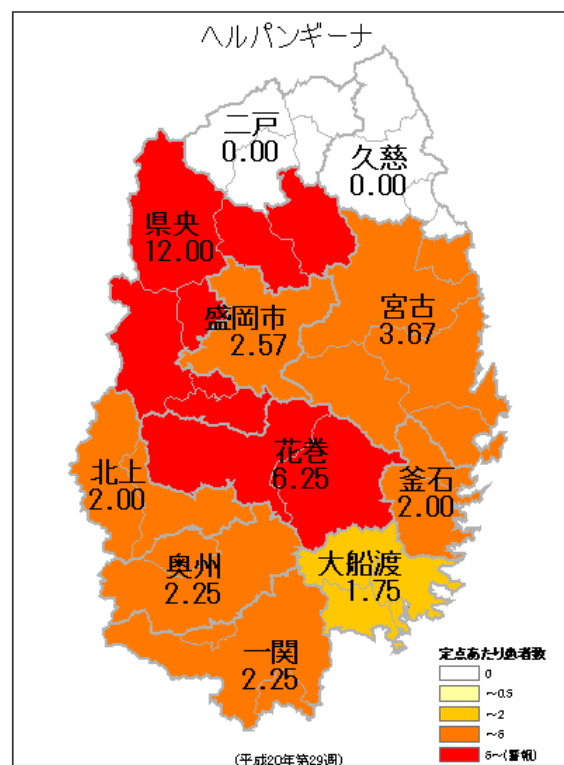 ヘルパンギーナ
二戸
0.00
久慈
0.00
県央
12.00
盛岡市
2.57
宮古
3.67
花巻
6.25
北上
2.00
釜石
2.00
奥州
2.25
大船渡
1.75
一関
2.25
定点あたり患者数
0
～0.5
～2
～6
6～(警報)
(平成20年第29週)